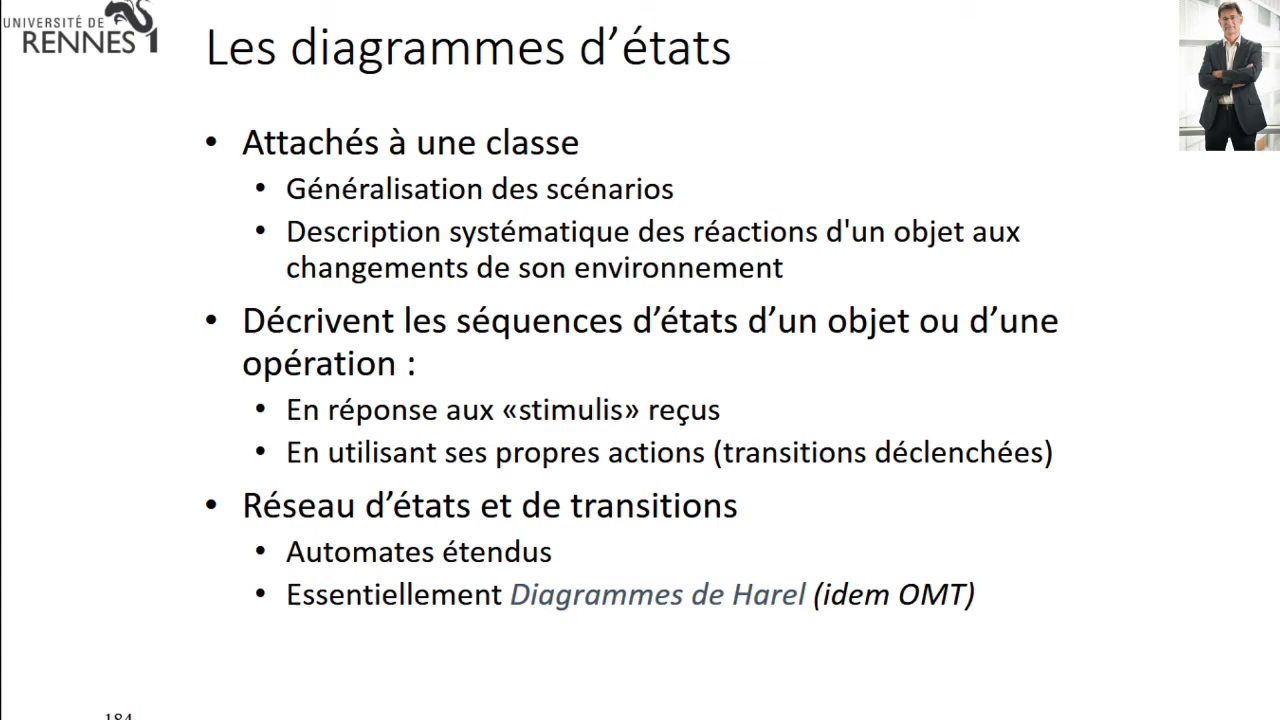 UNIVERSITÉ DE
RENNES 1
Les diagrammes d’états
• Attachés à une classe
• Généralisation des scénarios
• Description systématique des réactions d'un objet aux
changements de son environnement
• Décrivent les séquences d’états d’un objet ou d’une
opération :
• En réponse aux «stimulis» reçus
• En utilisant ses propres actions (transitions déclenchées)
• Réseau d’états et de transitions
• Automates étendus
• Essentiellement Diagrammes de Harel (idem OMT)
184